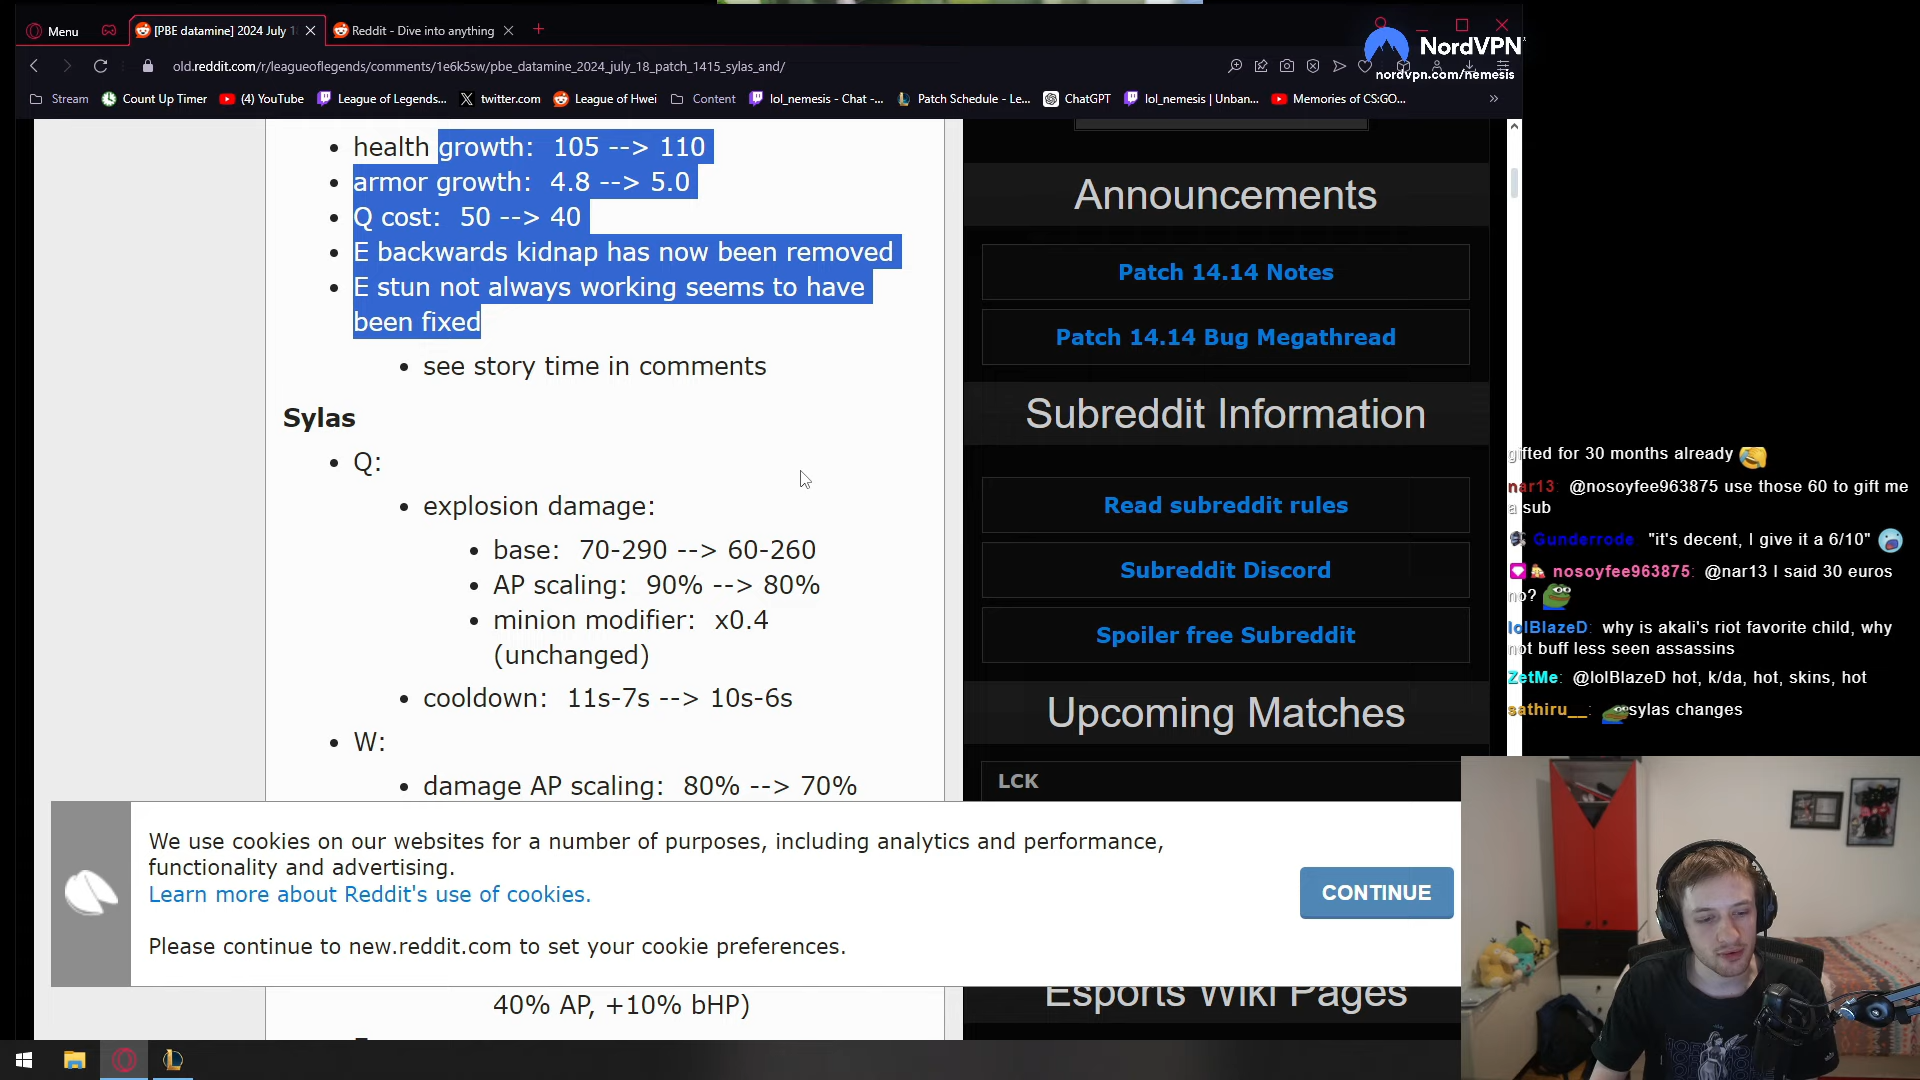 Menu
[PBE datamine] 2024 July 1
Reddit - Dive into anything
NordVPN
nordvpn.com/nemesis
old.reddit.com/r/leagueoflegends/comments/1e6k5sw/pbe_datamine_2024_july_18_patch_1415_sylas_and/
Stream
Count Up Timer
(4) YouTube
League of Legends...
twitter.com
League of Hwei
Content
lol_nemesis - Chat -...
Patch Schedule - Le...
ChatGPT
lol_nemesis | Unban...
Memories of CS:GO...
»
health growth: 105 --> 110
armor growth: 4.8 --> 5.0
Q cost: 50 --> 40
E backwards kidnap has now been removed
E stun not always working seems to have
been fixed
see story time in comments
Sylas
Q:
explosion damage:
base: 70-290 --> 60-260
AP scaling: 90% --> 80%
minion modifier: x0.4
(unchanged)
cooldown: 11s-7s --> 10s-6s
W:
damage AP scaling: 80% --> 70%
40% AP, +10% bHP)
Announcements
Patch 14.14 Notes
Patch 14.14 Bug Megathread
Subreddit Information
Read subreddit rules
Subreddit Discord
Spoiler free Subreddit
Upcoming Matches
LCK
Esports Wiki Pages
We use cookies on our websites for a number of purposes, including analytics and performance,
functionality and advertising.
Learn more about Reddit's use of cookies.
Please continue to new.reddit.com to set your cookie preferences.
CONTINUE
gifted for 30 months already
nar13: @nosoyfee963875 use those 60 to gift me
a sub
Gunderrode: "it's decent, I give it a 6/10"
nosoyfee963875: @nar13 I said 30 euros
no?
lolBlazeD: why is akali's riot favorite child, why
not buff less seen assassins
ZetMe: @lolBlazeD hot, k/da, hot, skins, hot
sathiru__: sylas changes